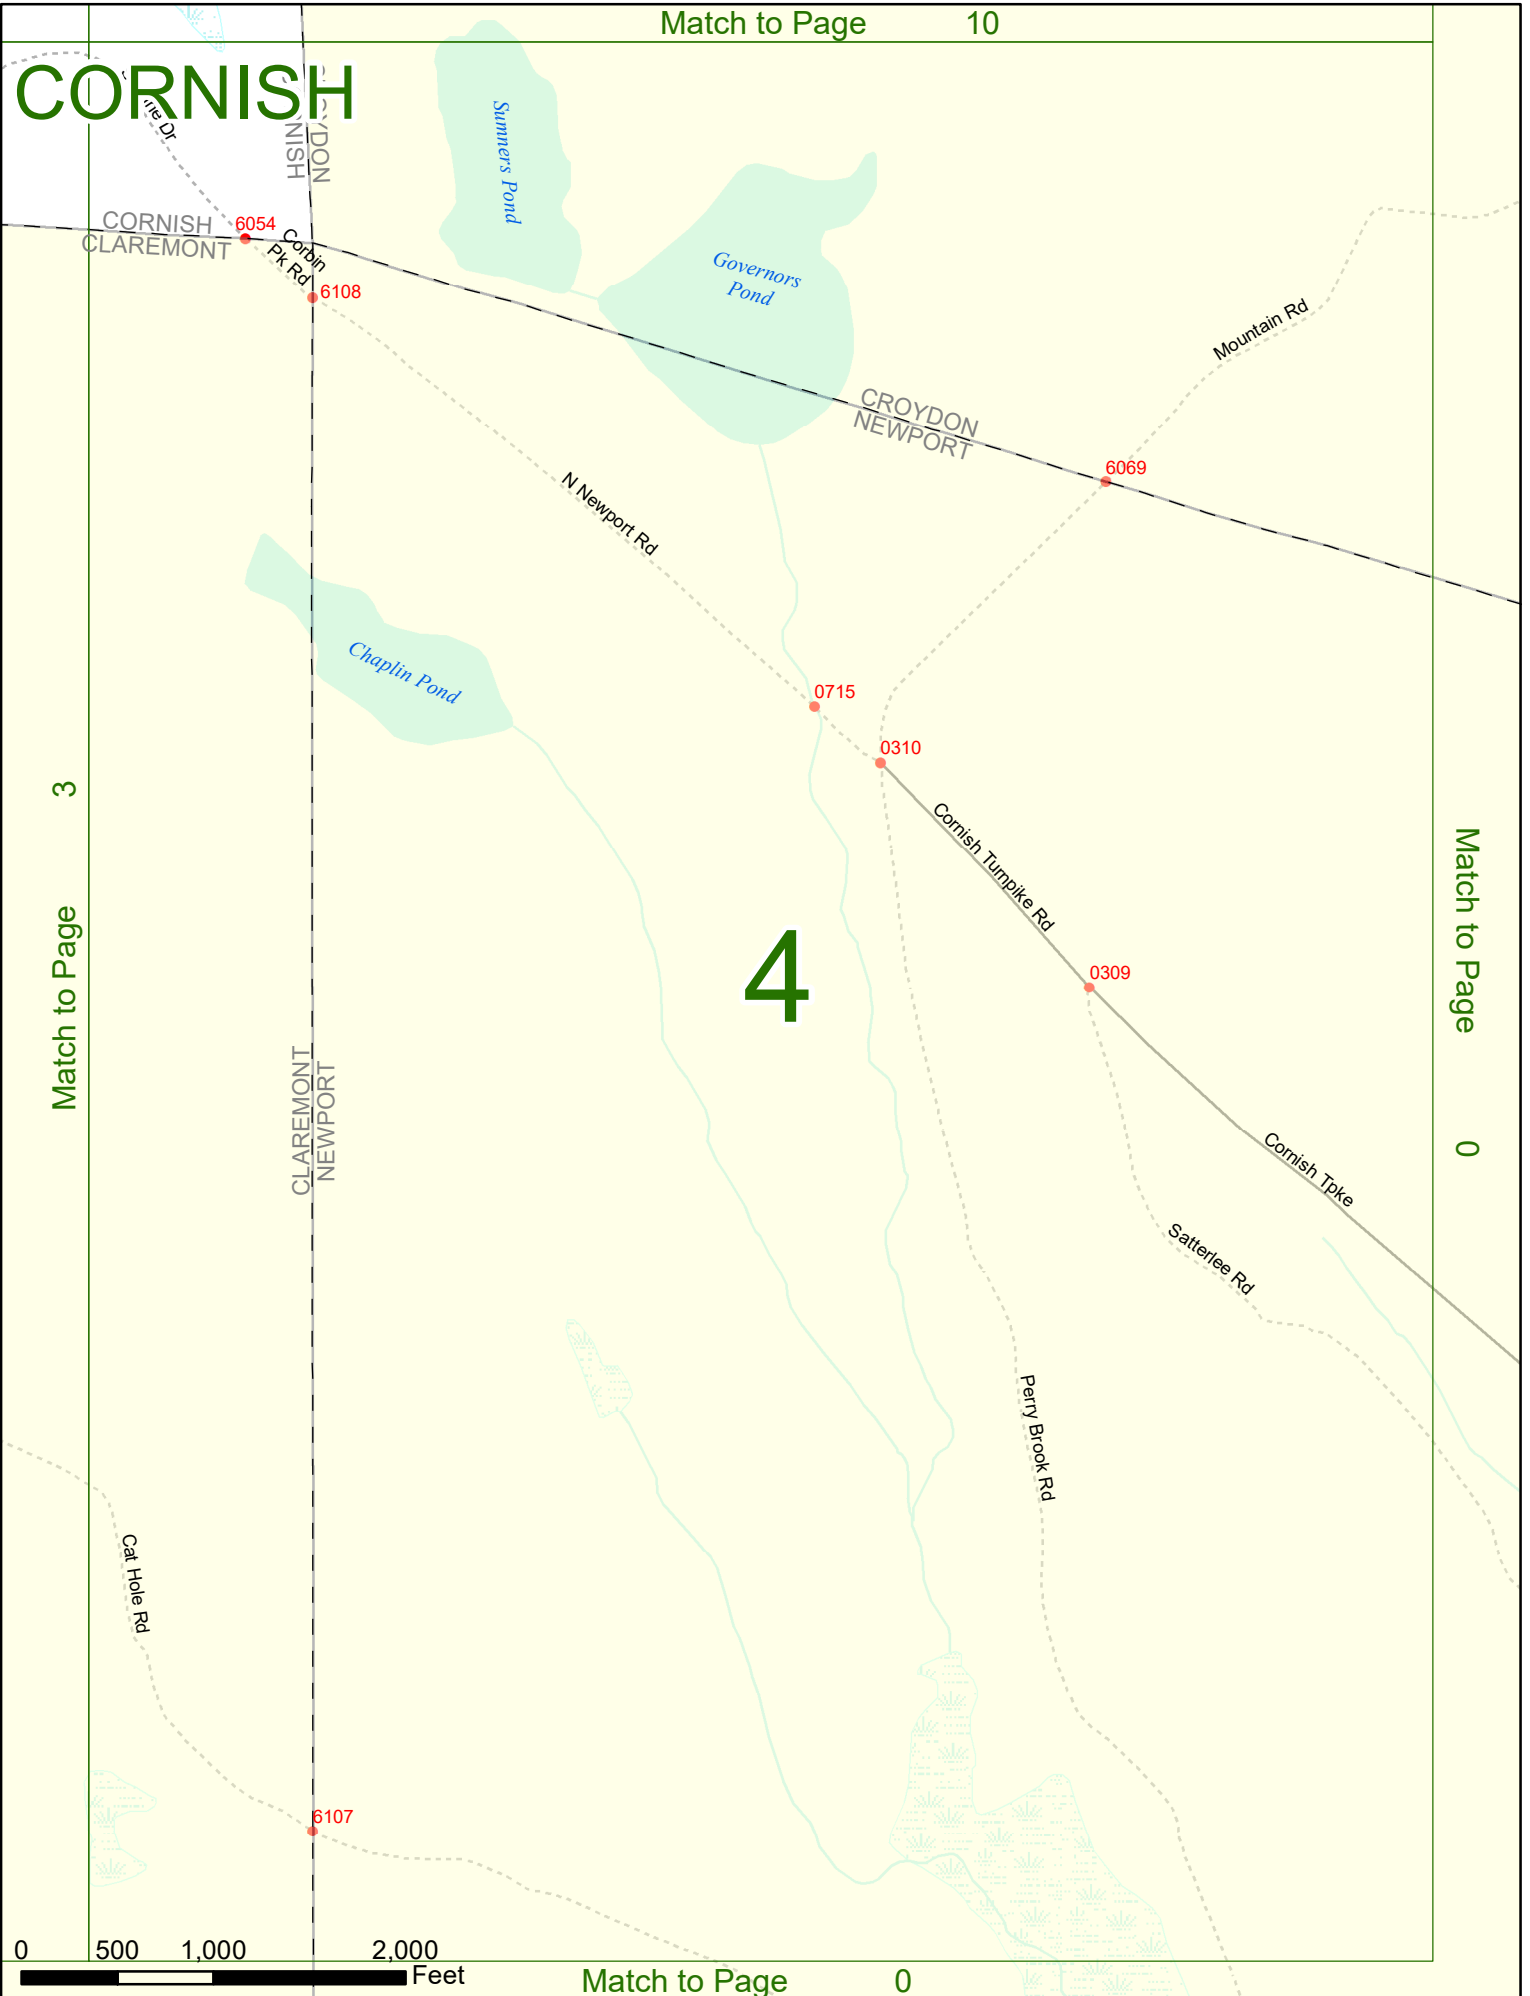 Match to Page 10
CORNISH
Dr
CORNISH
CROYDON
CORNISH
CLAREMONT
6054
Corbin
Pk Rd
6108
Sumners Pond
Governors
Pond
Mountain Rd
CROYDON
NEWPORT
6069
N Newport Rd
Chaplin Pond
0715
0310
Match to Page 3
Cornish Turnpike Rd
Match to Page 0
4
0309
CLAREMONT
NEWPORT
Cornish Tpke
Satterlee Rd
Perry Brook Rd
Cat Hole Rd
6107
0 500 1,000 2,000
Feet
Match to Page 0